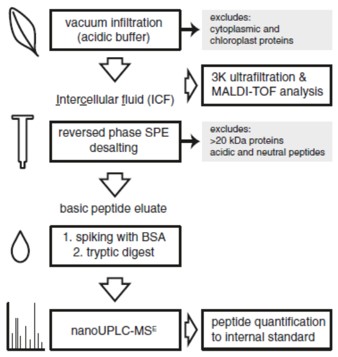 vacuum infiltration
(acidic buffer)
excludes:
cytoplasmic and
chloroplast proteins
Intercellular fluid (ICF)
3K ultrafiltration &
MALDI-TOF analysis
reversed phase SPE
desalting
excludes:
>20 kDa proteins
acidic and neutral peptides
basic peptide eluate
1. spiking with BSA
2. tryptic digest
nanoUPLC-MSᴱ
peptide quantification
to internal standard